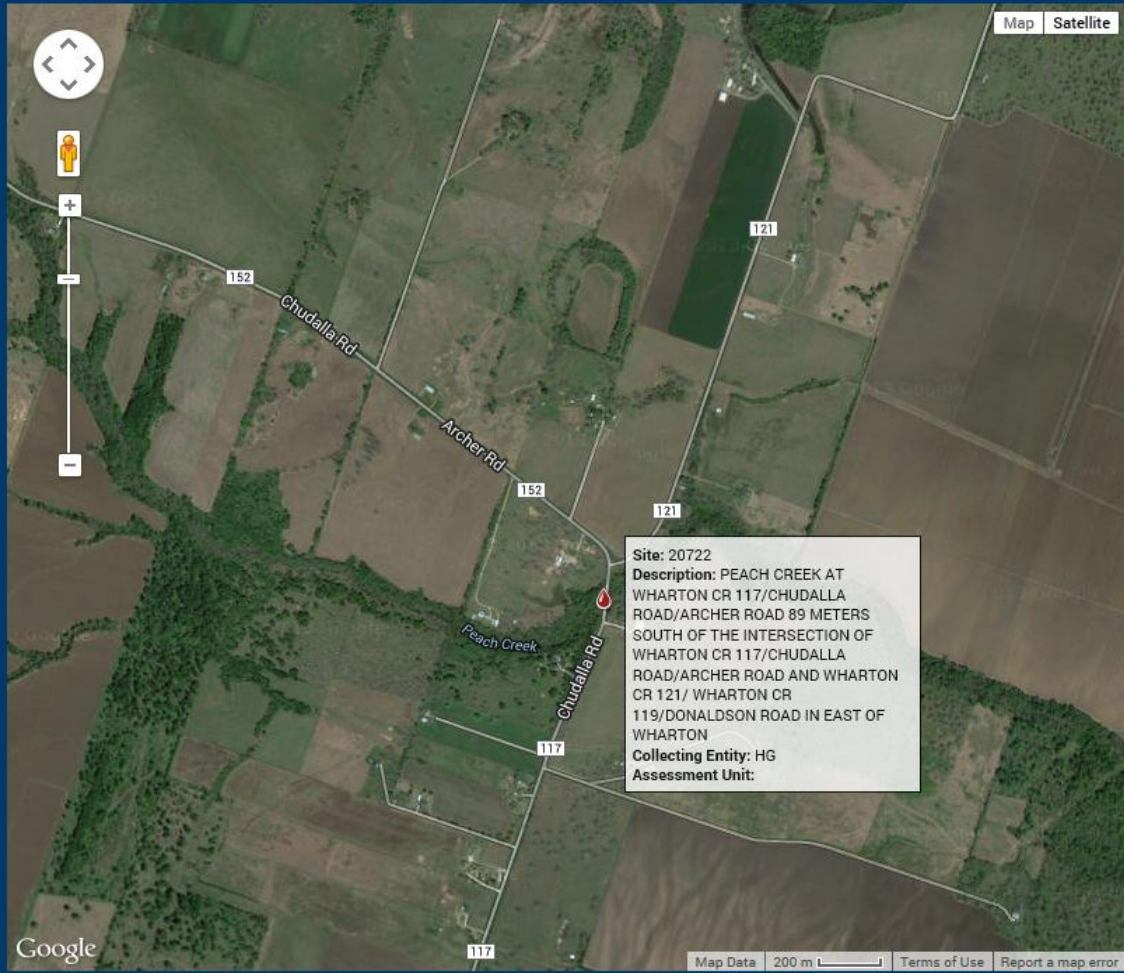 Map Satellite
121
152
Chudalla Rd
Archer Rd
152
121
Site: 20722
Description: PEACH CREEK AT
WHARTON CR 117/CHUDALLA
ROAD/ARCHER ROAD 89 METERS
SOUTH OF THE INTERSECTION OF
WHARTON CR 117/CHUDALLA
ROAD/ARCHER ROAD AND WHARTON
CR 121/ WHARTON CR
119/DONALDSON ROAD IN EAST OF
WHARTON
Collecting Entity: HG
Assessment Unit:
Peach Creek
Chudalla Rd
117
117
Google
Map Data 200 m Terms of Use Report a map error